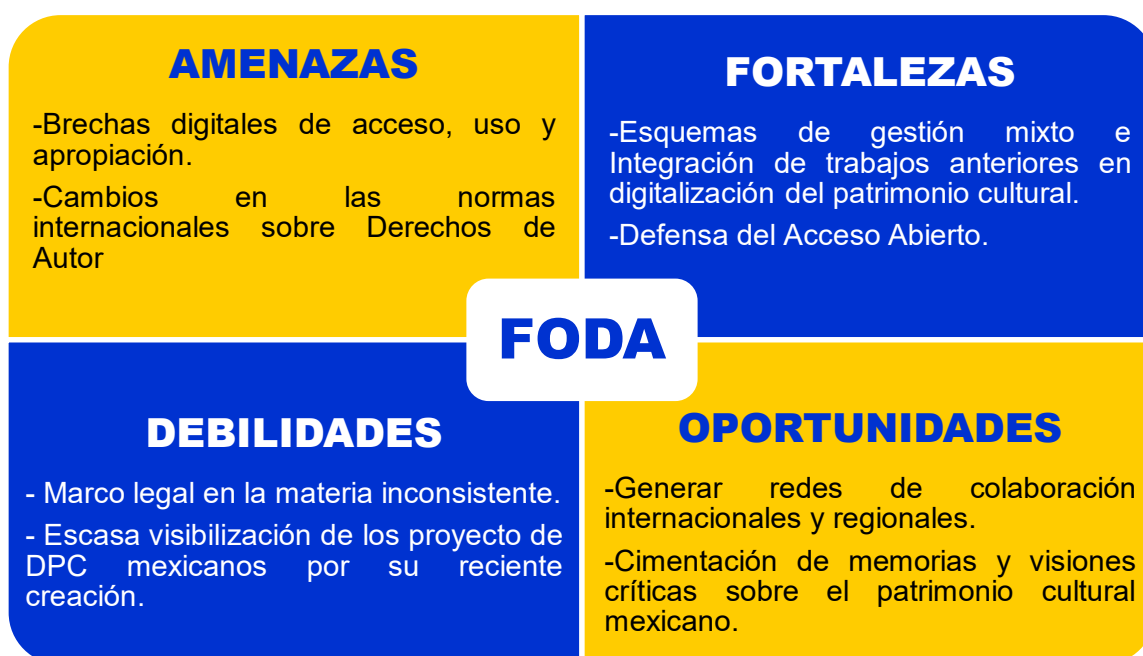 AMENAZAS
-Brechas digitales de acceso, uso y
apropiación.
-Cambios en las normas
internacionales sobre Derechos de
Autor
FORTALEZAS
-Esquemas de gestión mixto e
Integración de trabajos anteriores en
digitalización del patrimonio cultural.
-Defensa del Acceso Abierto.
FODA
DEBILIDADES
- Marco legal en la materia inconsistente.
- Escasa visibilización de los proyecto de
DPC mexicanos por su reciente
creación.
OPORTUNIDADES
-Generar redes de colaboración
internacionales y regionales.
-Cimentación de memorias y visiones
críticas sobre el patrimonio cultural
mexicano.